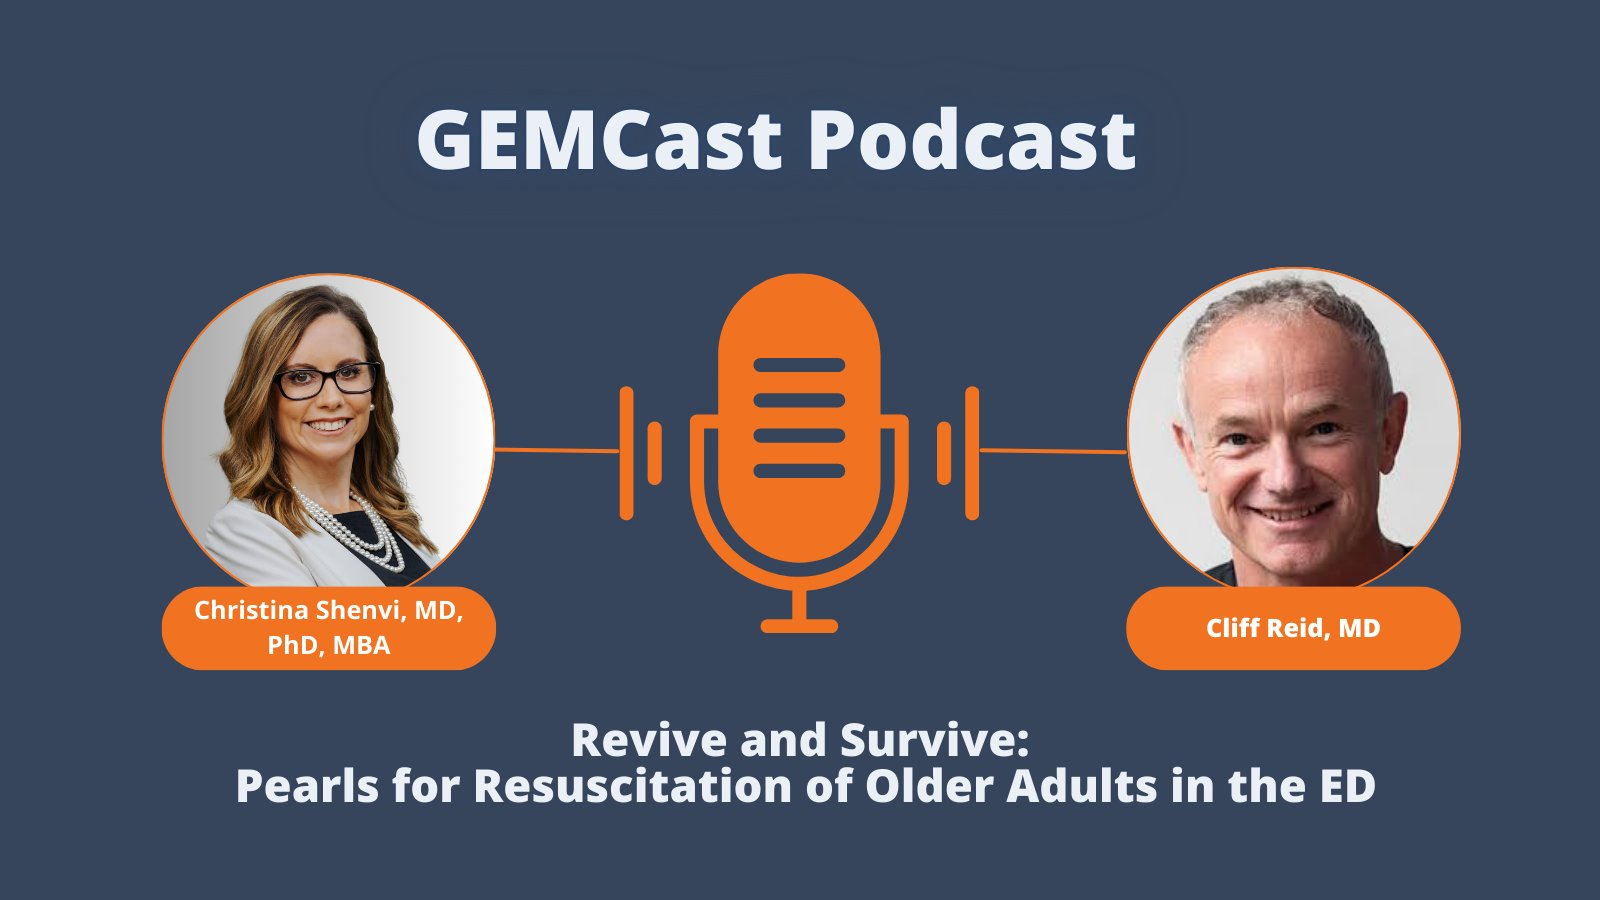 GEMCast Podcast
Christina Shenvi, MD,
PhD, MBA
Cliff Reid, MD
Revive and Survive:
Pearls for Resuscitation of Older Adults in the ED